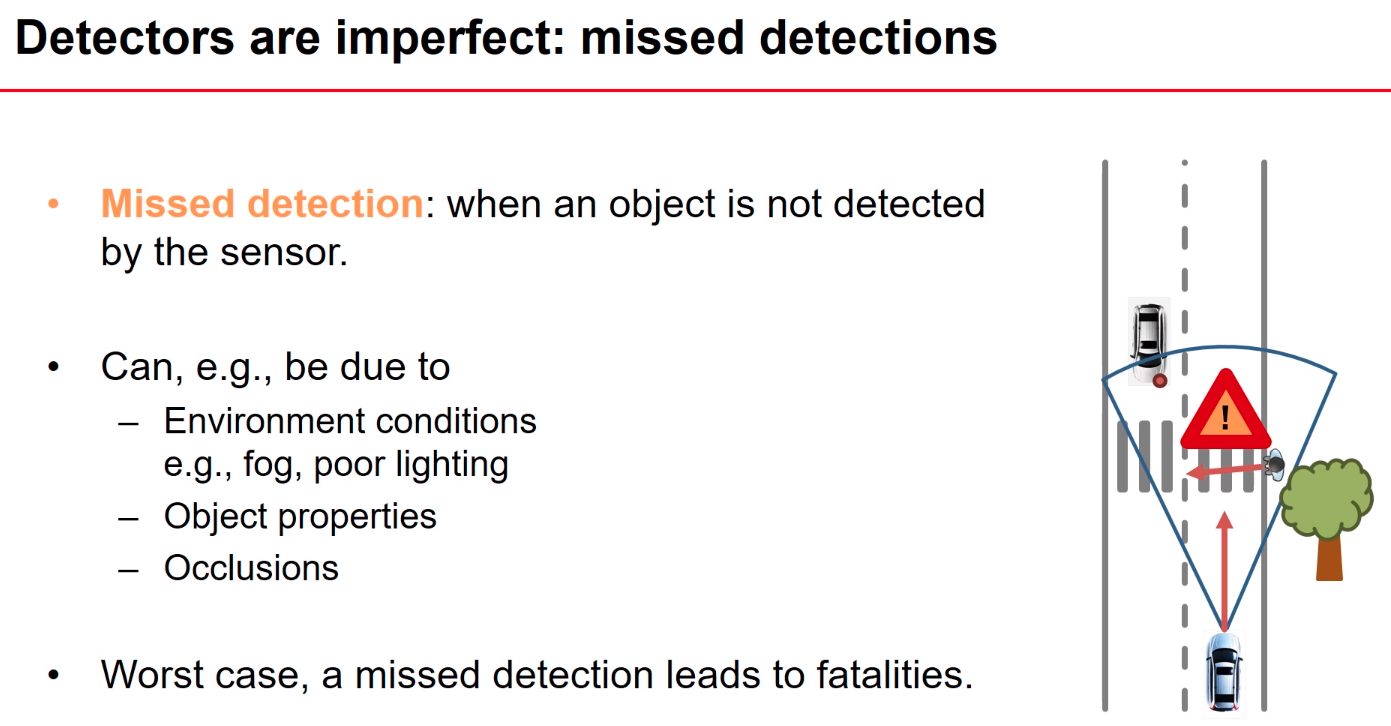 Detectors are imperfect: missed detections
• Missed detection: when an object is not detected
by the sensor.
• Can, e.g., be due to
– Environment conditions
e.g., fog, poor lighting
– Object properties
– Occlusions
• Worst case, a missed detection leads to fatalities.
!